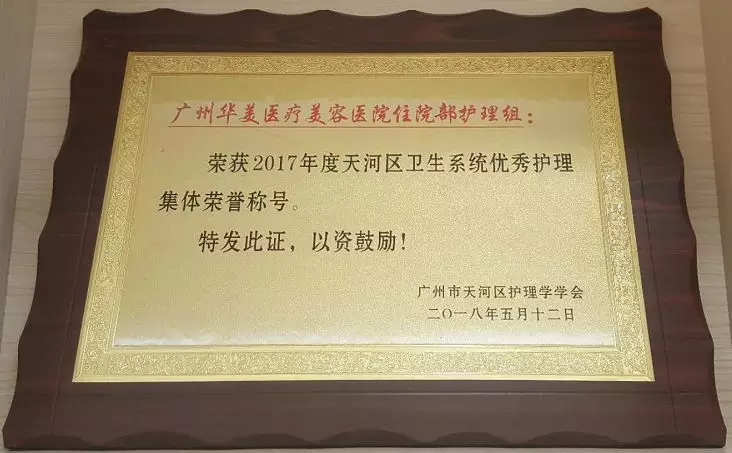 广州华美医疗美容医院住院部护理组：
荣获2017年度天河区卫生系统优秀护理
集体荣誉称号。
特发此证，以资鼓励！
广州市天河区护理学学会
二〇一八年五月十二日